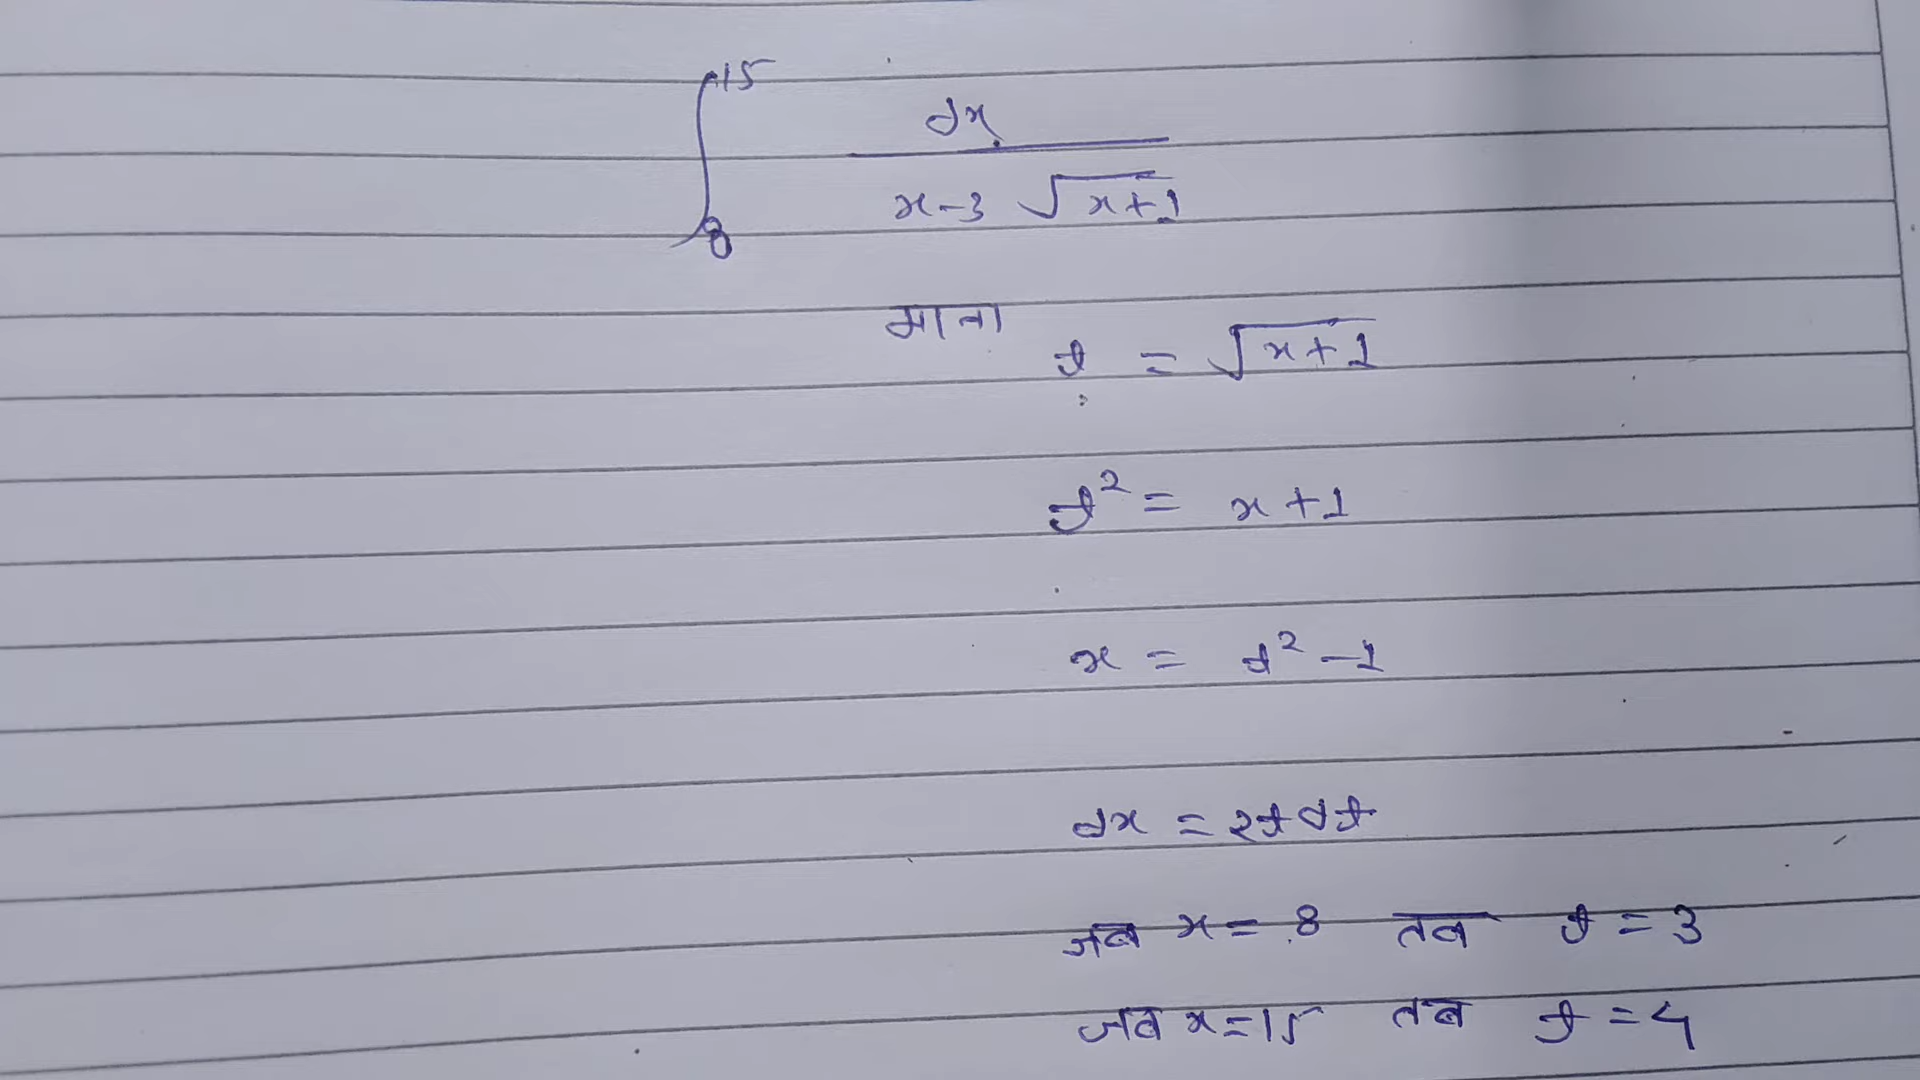 ∫₈¹⁵ dx / x-3 √x+1
माना
t = √x+1
t² = x+1
x = t²-1
dx = 2t dt
जब x = 8 तब t = 3
जब x = 15 तब t = 4